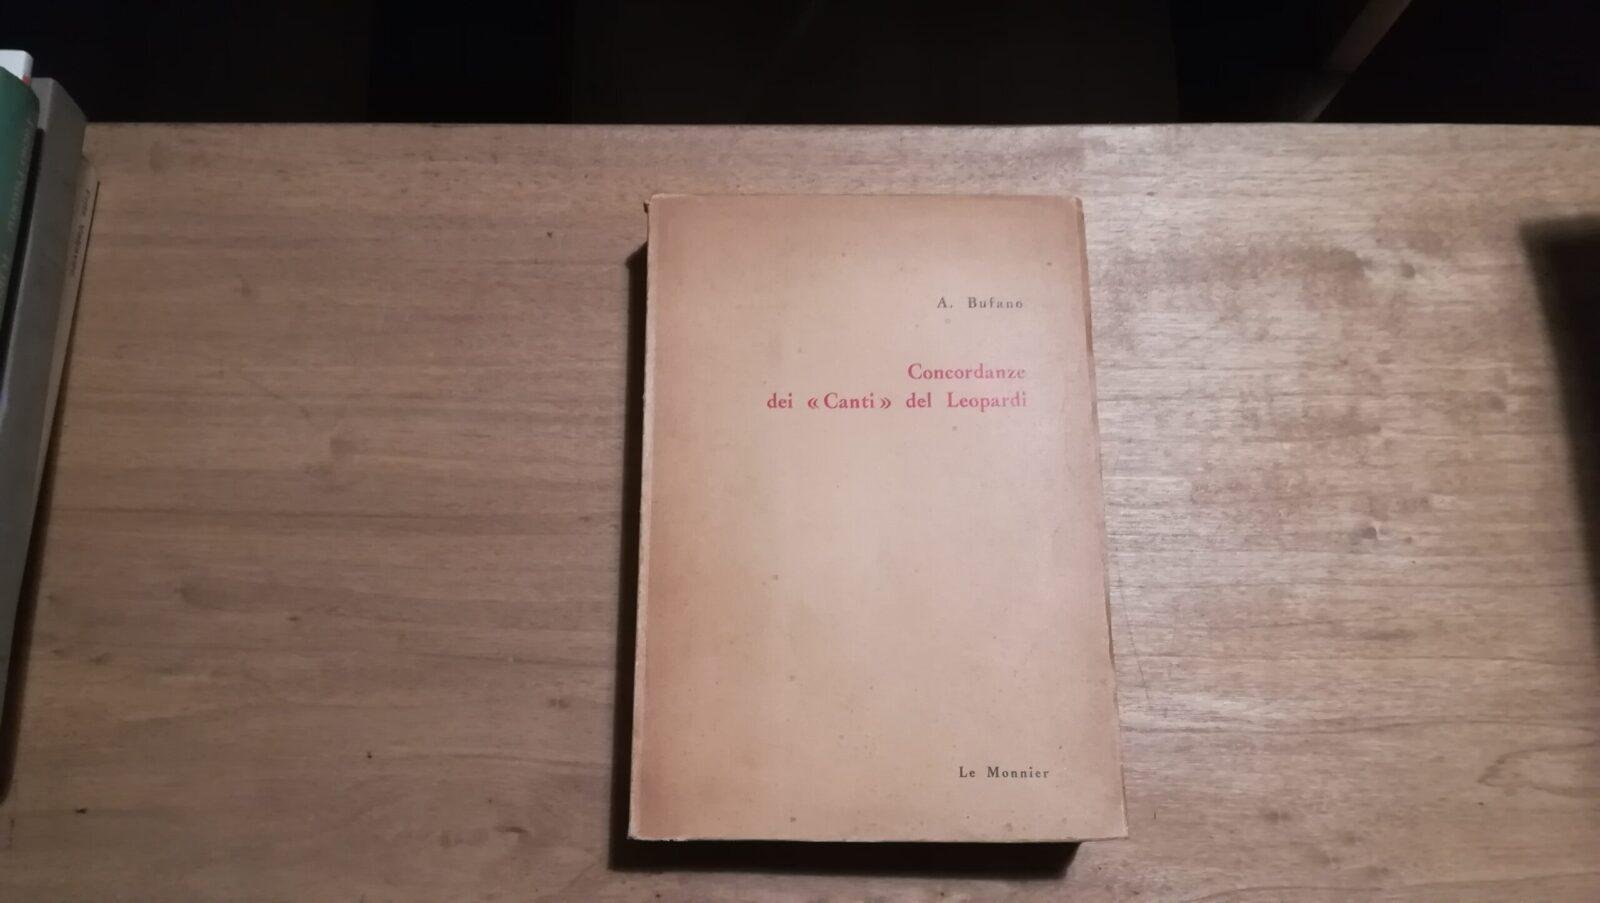 A. Bufano
Concordanze
dei « Canti » del Leopardi
Le Monnier